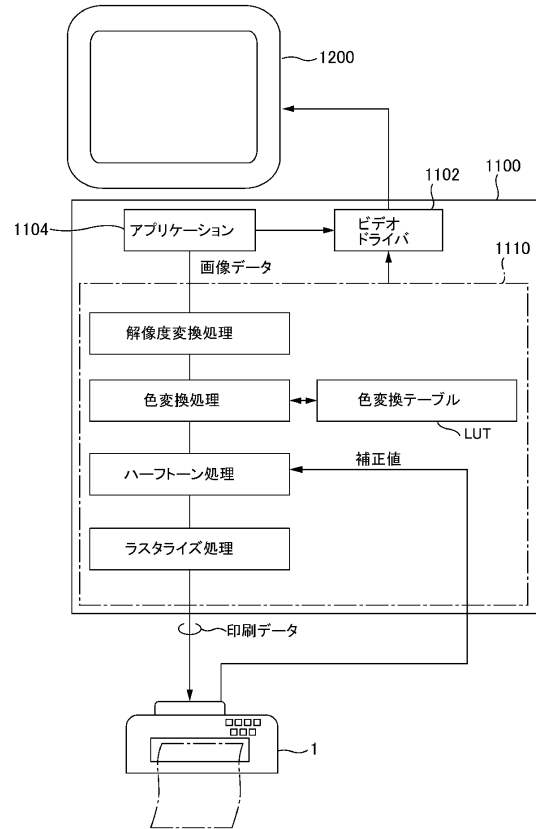 1200
1100
1102
1104
アプリケーション
ビデオ
ドライバ
画像データ
1110
解像度変換処理
色変換処理
色変換テーブル
LUT
補正値
ハーフトーン処理
ラスタライズ処理
印刷データ
1